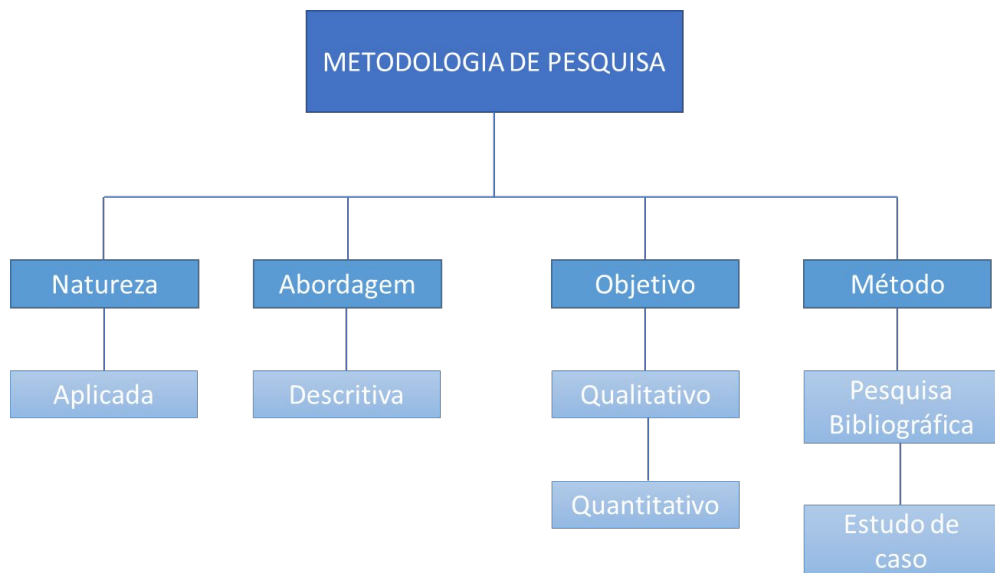 METODOLOGIA DE PESQUISA
Natureza
Abordagem
Objetivo
Método
Aplicada
Descritiva
Qualitativo
Pesquisa
Bibliográfica
Quantitativo
Estudo de
caso